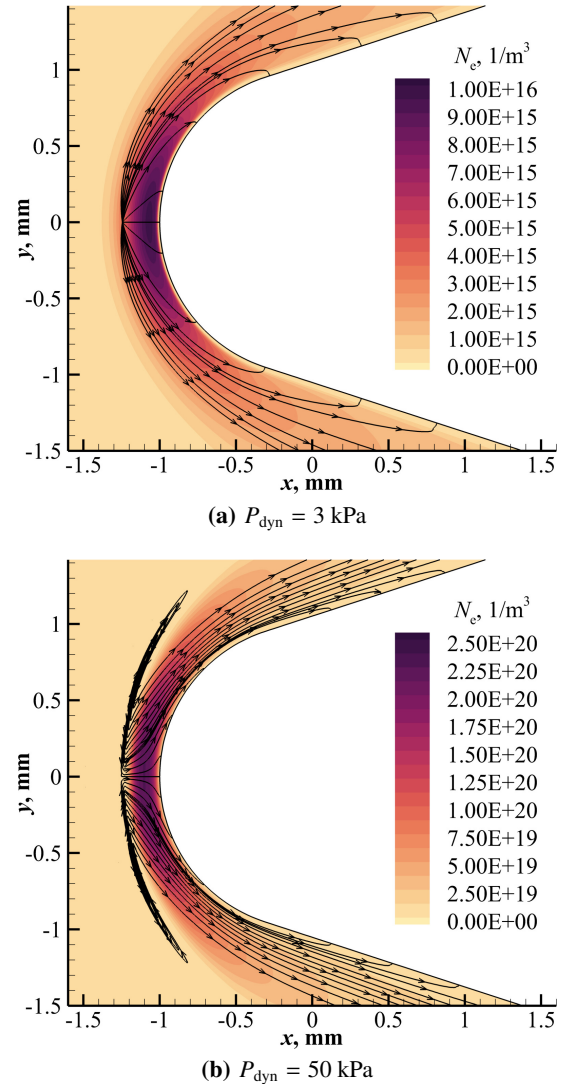 N_e, 1/m³
1.00E+16
9.00E+15
8.00E+15
7.00E+15
6.00E+15
5.00E+15
4.00E+15
3.00E+15
2.00E+15
1.00E+15
0.00E+00
y, mm
1
0.5
0
-0.5
-1
-1.5
-1.5 -1 -0.5 0 0.5 1 1.5
x, mm
(a) P_dyn = 3 kPa
N_e, 1/m³
2.50E+20
2.25E+20
2.00E+20
1.75E+20
1.50E+20
1.25E+20
1.00E+20
7.50E+19
5.00E+19
2.50E+19
0.00E+00
y, mm
1
0.5
0
-0.5
-1
-1.5
-1.5 -1 -0.5 0 0.5 1 1.5
x, mm
(b) P_dyn = 50 kPa